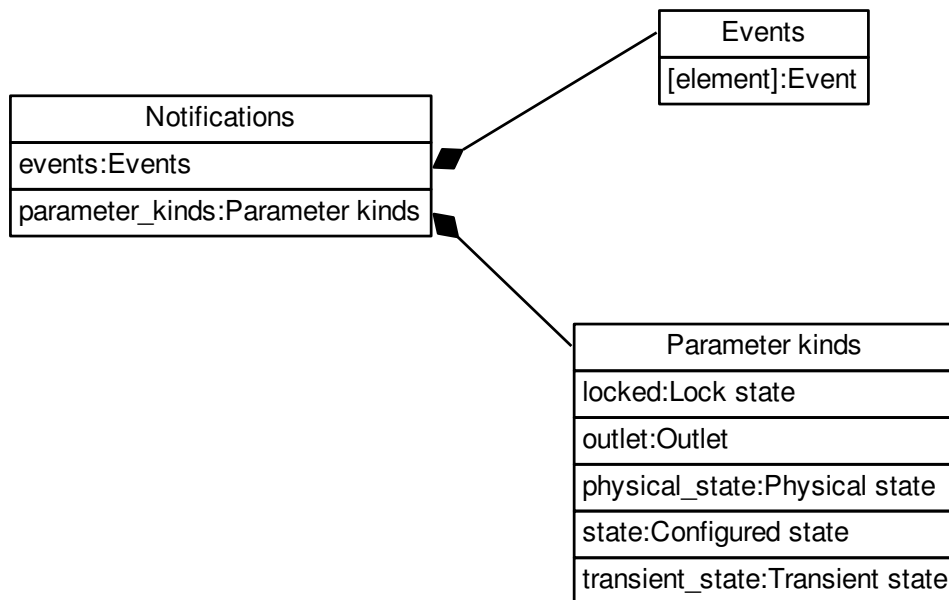 Events
[element]:Event
Notifications
events:Events
parameter_kinds:Parameter kinds
Parameter kinds
locked:Lock state
outlet:Outlet
physical_state:Physical state
state:Configured state
transient_state:Transient state